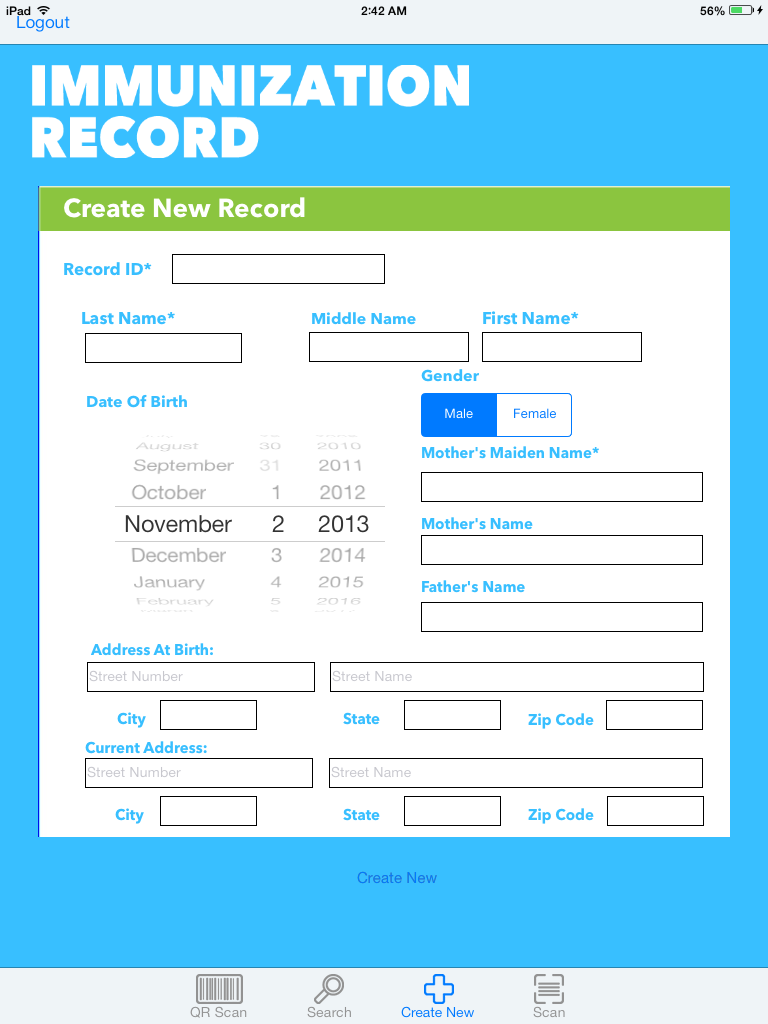 iPad 2:42 AM 56%
Logout
IMMUNIZATION
RECORD
Create New Record
Record ID*
Last Name* Middle Name First Name*
Gender
Date Of Birth
Male Female
August 30 2010
Mother's Maiden Name*
September 31 2011
October 1 2012
November 2 2013
Mother's Name
December 3 2014
January 4 2015
Father's Name
February 5 2016
Address At Birth:
Street Number Street Name
City State Zip Code
Current Address:
Street Number Street Name
City State Zip Code
Create New
QR Scan Search Create New Scan